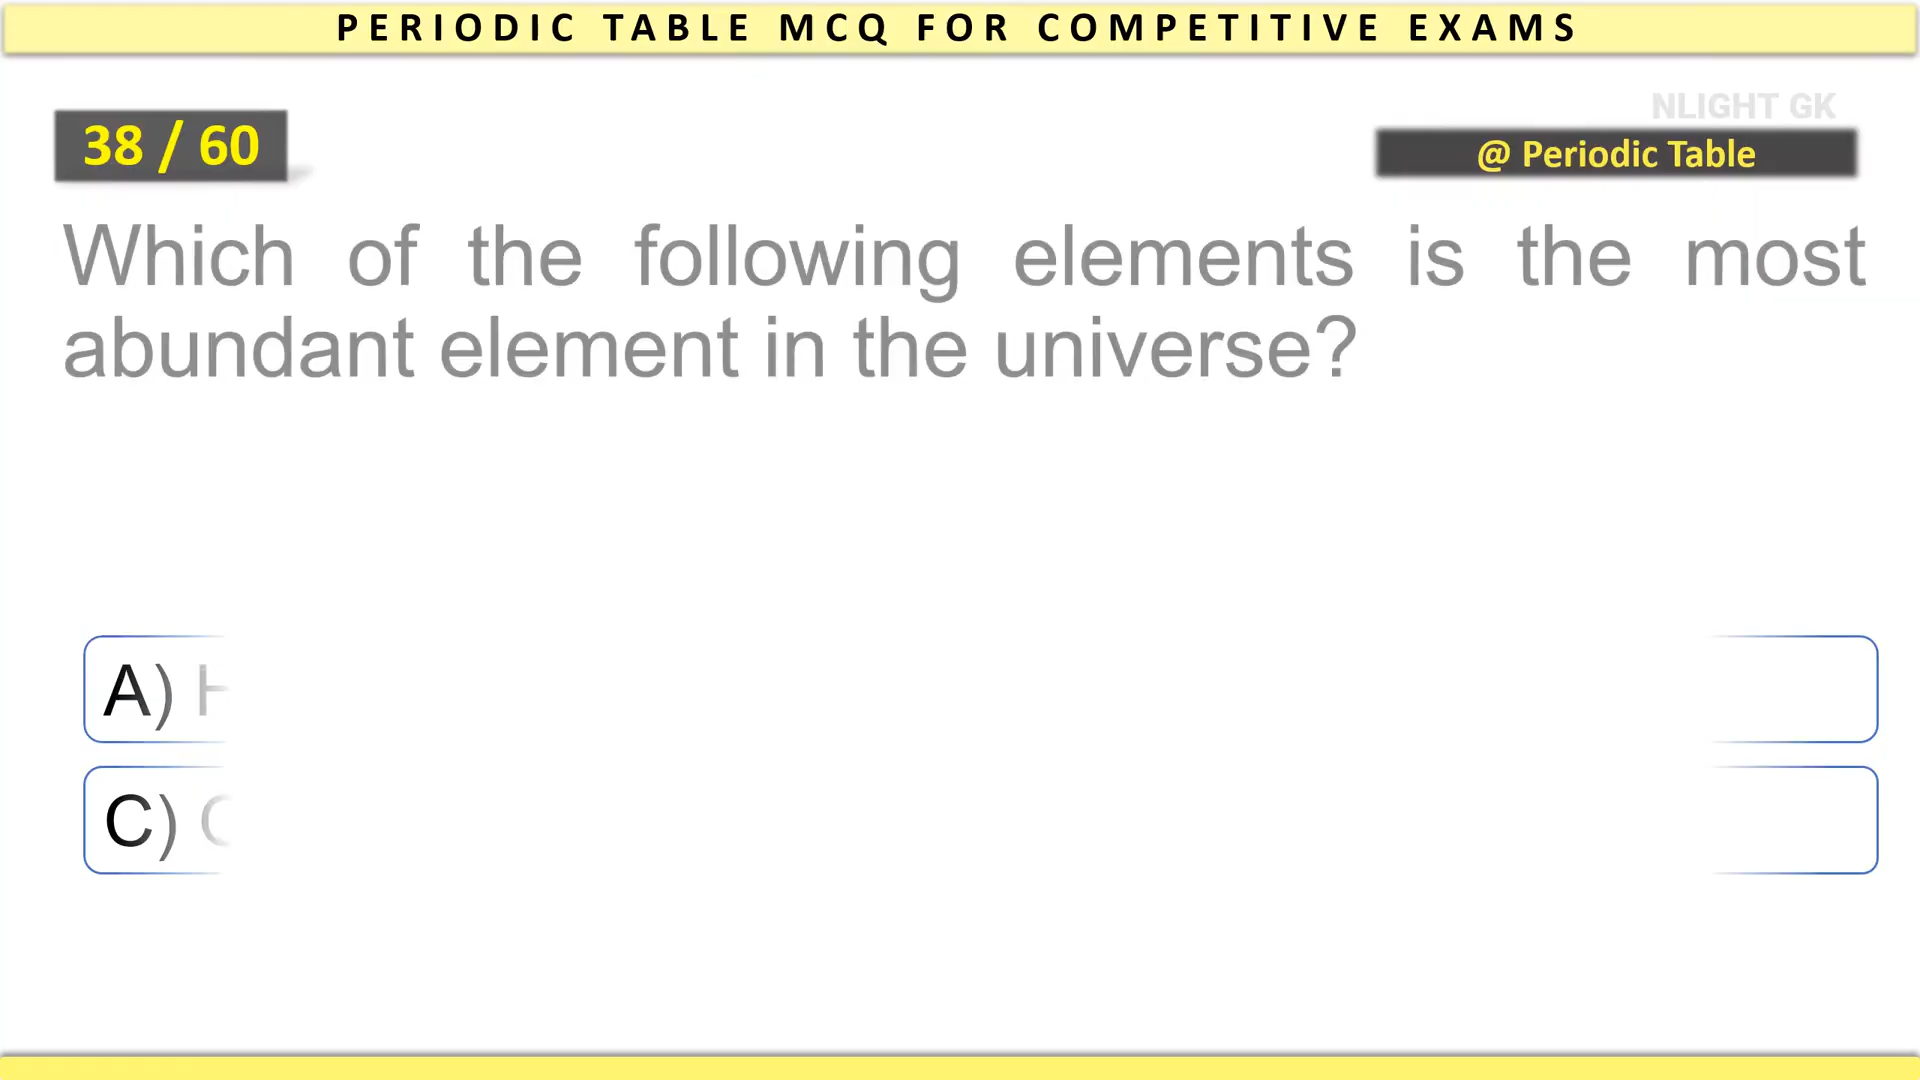 PERIODIC TABLE MCQ FOR COMPETITIVE EXAMS
NLIGHT GK
38 / 60
@ Periodic Table
Which of the following elements is the most
abundant element in the universe?
A) H
C)